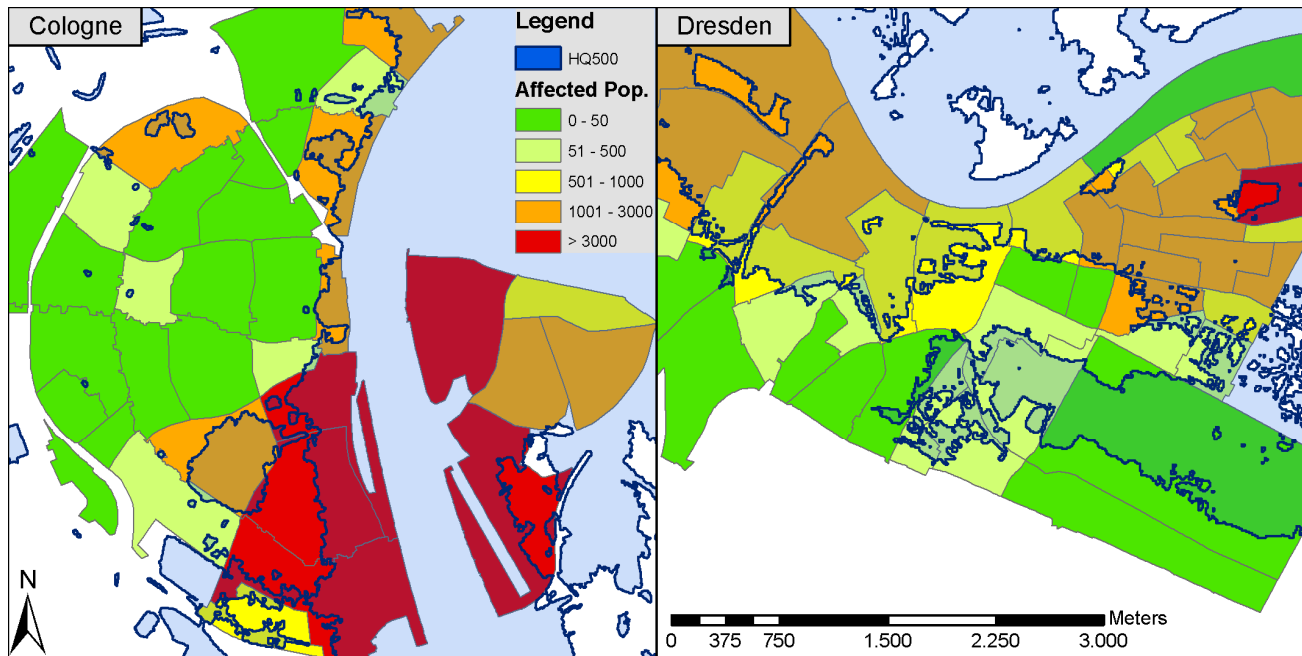 Cologne
Legend
HQ500
Affected Pop.
0 - 50
51 - 500
501 - 1000
1001 - 3000
> 3000
N
Dresden
Meters
0 375 750 1.500 2.250 3.000